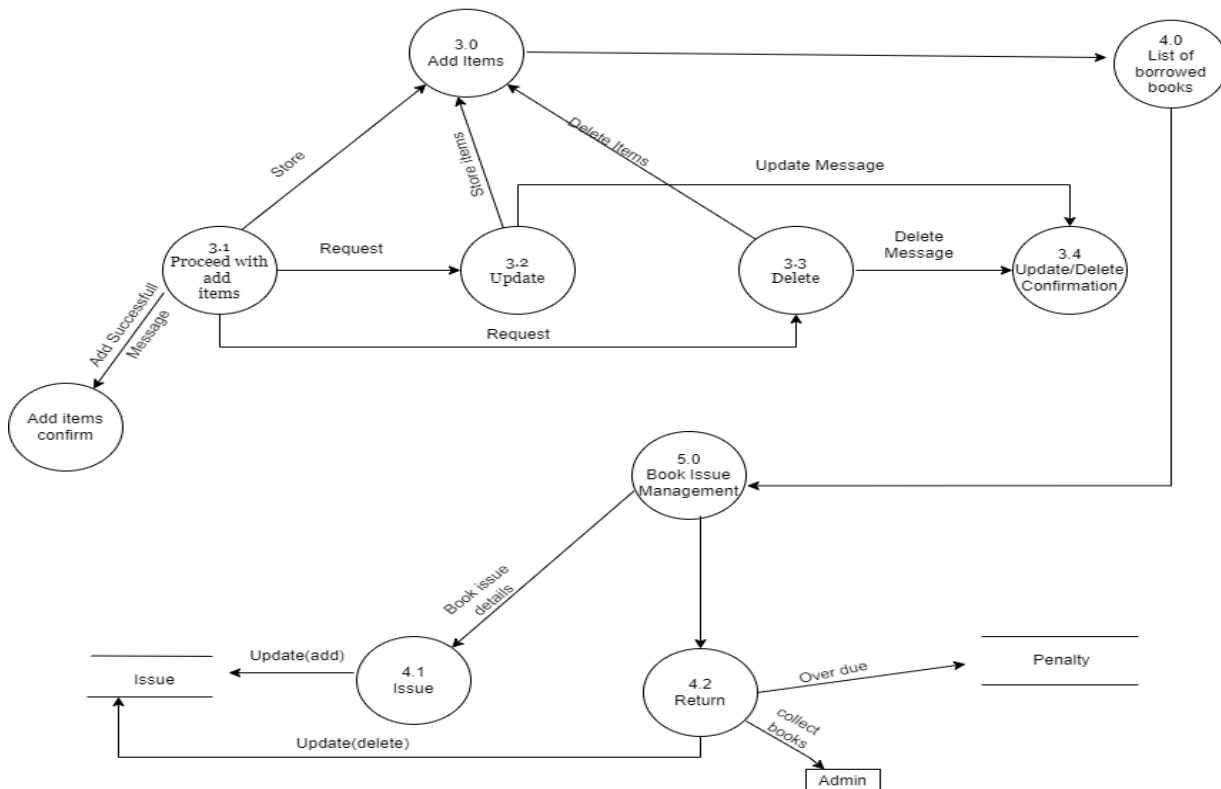 3.0
Add Items
4.0
List of
borrowed
books
Store
Store items
Delete Items
Update Message
3.1
Proceed with
add
items
Request
3.2
Update
3.3
Delete
Delete
Message
3.4
Update/Delete
Confirmation
Request
Add Successfull
Message
Add items
confirm
5.0
Book Issue
Management
Book issue
details
Issue
Update(add)
4.1
Issue
4.2
Return
Over due
Penalty
collect
books
Update(delete)
Admin